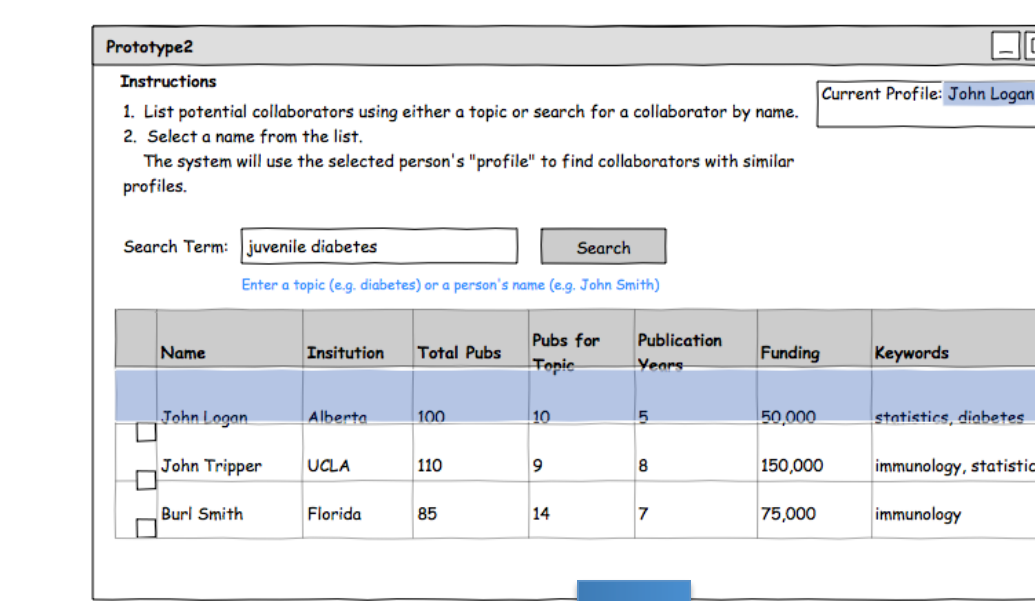 Prototype2
Instructions
Current Profile: John Logan
1. List potential collaborators using either a topic or search for a collaborator by name.
2. Select a name from the list.
The system will use the selected person's "profile" to find collaborators with similar
profiles.
Search Term: juvenile diabetes Search
Enter a topic (e.g. diabetes) or a person's name (e.g. John Smith)
Name Insitution Total Pubs Pubs for Topic Publication Years Funding Keywords
John Logan Alberta 100 10 5 50,000 statistics, diabetes
John Tripper UCLA 110 9 8 150,000 immunology, statistic
Burl Smith Florida 85 14 7 75,000 immunology